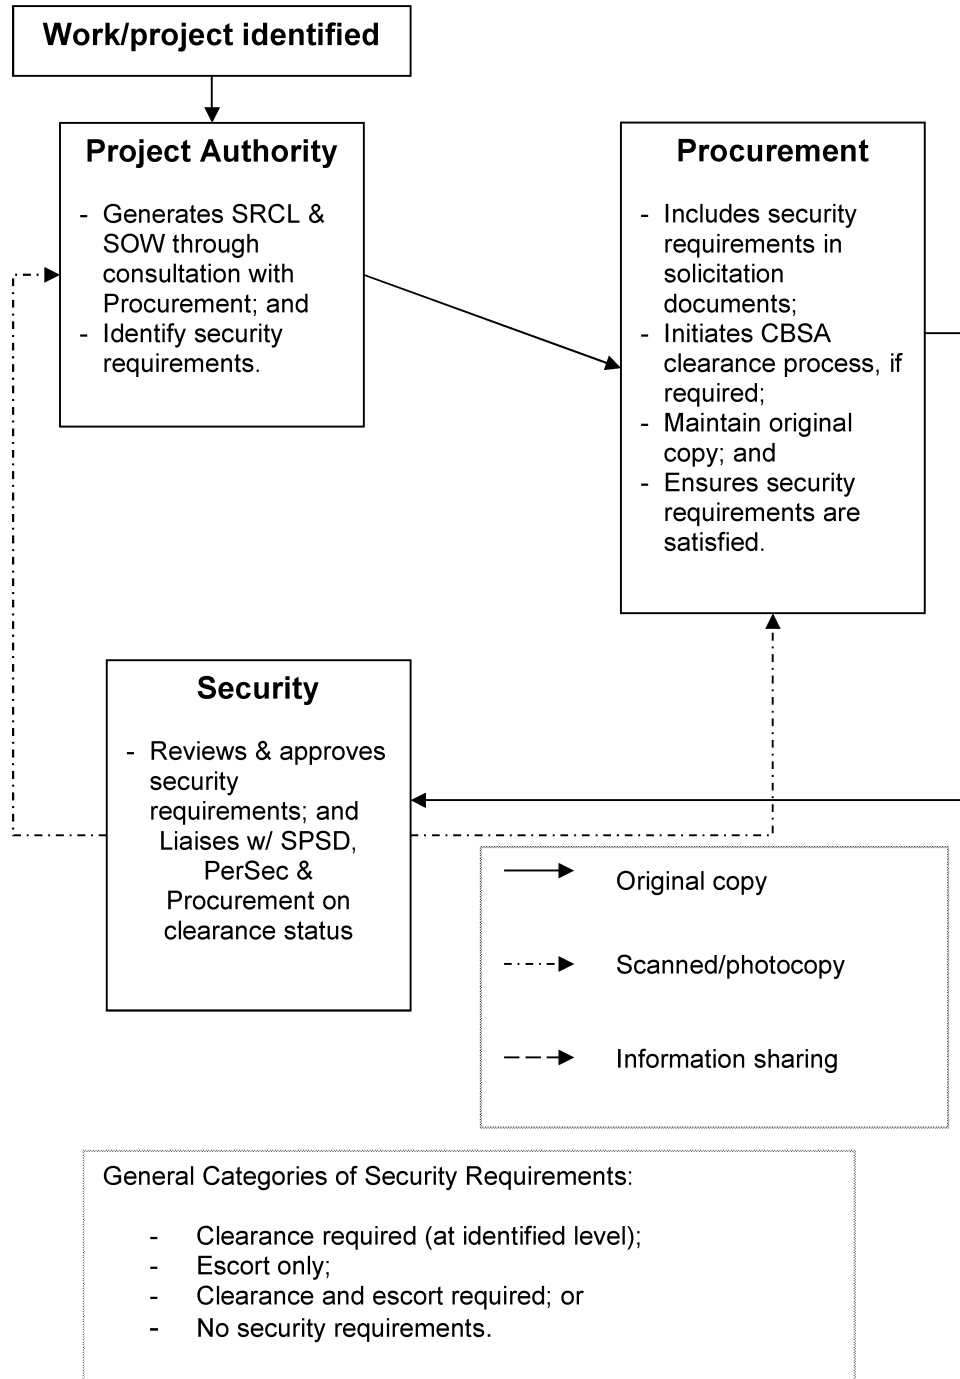 Work/project identified
Project Authority
- Generates SRCL &
SOW through
consultation with
Procurement; and
- Identify security
requirements.
Procurement
- Includes security
requirements in
solicitation
documents;
- Initiates CBSA
clearance process, if
required;
- Maintain original
copy; and
- Ensures security
requirements are
satisfied.
Security
- Reviews & approves
security
requirements; and
Liaises w/ SPSD,
PerSec &
Procurement on
clearance status
Original copy
Scanned/photocopy
Information sharing
General Categories of Security Requirements:
- Clearance required (at identified level);
- Escort only;
- Clearance and escort required; or
- No security requirements.